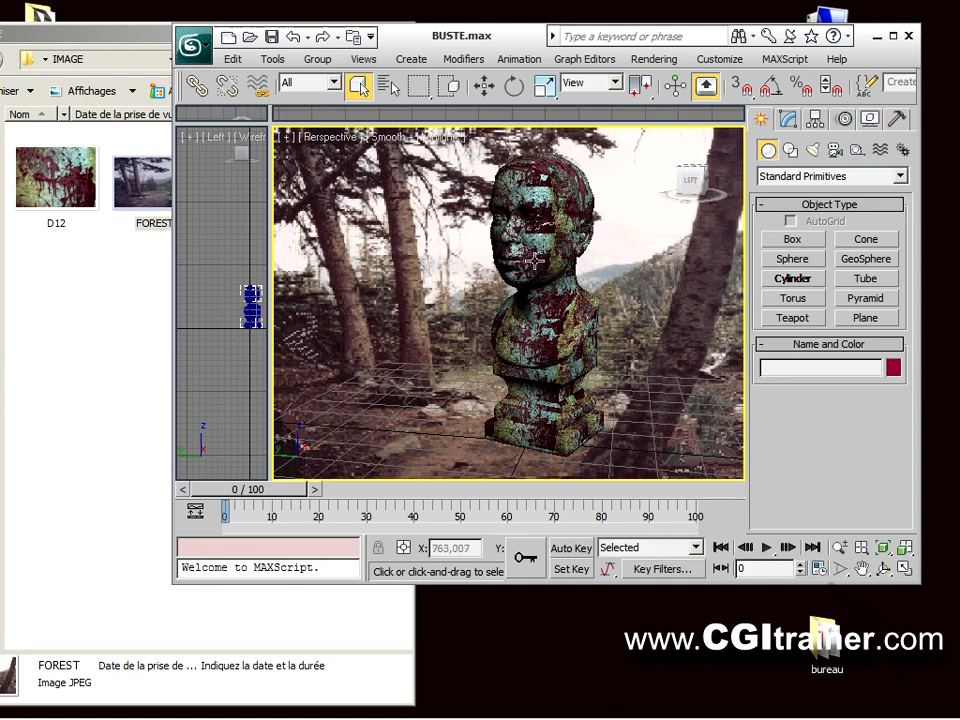 BUSTE.max
Type a keyword or phrase
IMAGE
Edit Tools Group Views Create Modifiers Animation Graph Editors Rendering Customize MAXScript Help
All
View
3
ABC
Create
Affichages
Nom
Date de la prise de vu
[ + ] [ Left ] [ Wirefr
[ + ] [ Perspective ] [ Smooth + Highlights ]
LEFT
D12
FOREST
Standard Primitives
- Object Type
AutoGrid
Box Cone
Sphere GeoSphere
Cylinder Tube
Torus Pyramid
Teapot Plane
- Name and Color
z
x
y
< 0 / 100 >
0 10 20 30 40 50 60 70 80 90 100
X: 763,007 Y:
Auto Key Selected
Welcome to MAXScript.
Click or click-and-drag to sele
Set Key Key Filters... 0
www.CGItrainer.com
bureau
FOREST Date de la prise de ... Indiquez la date et la durée
Image JPEG